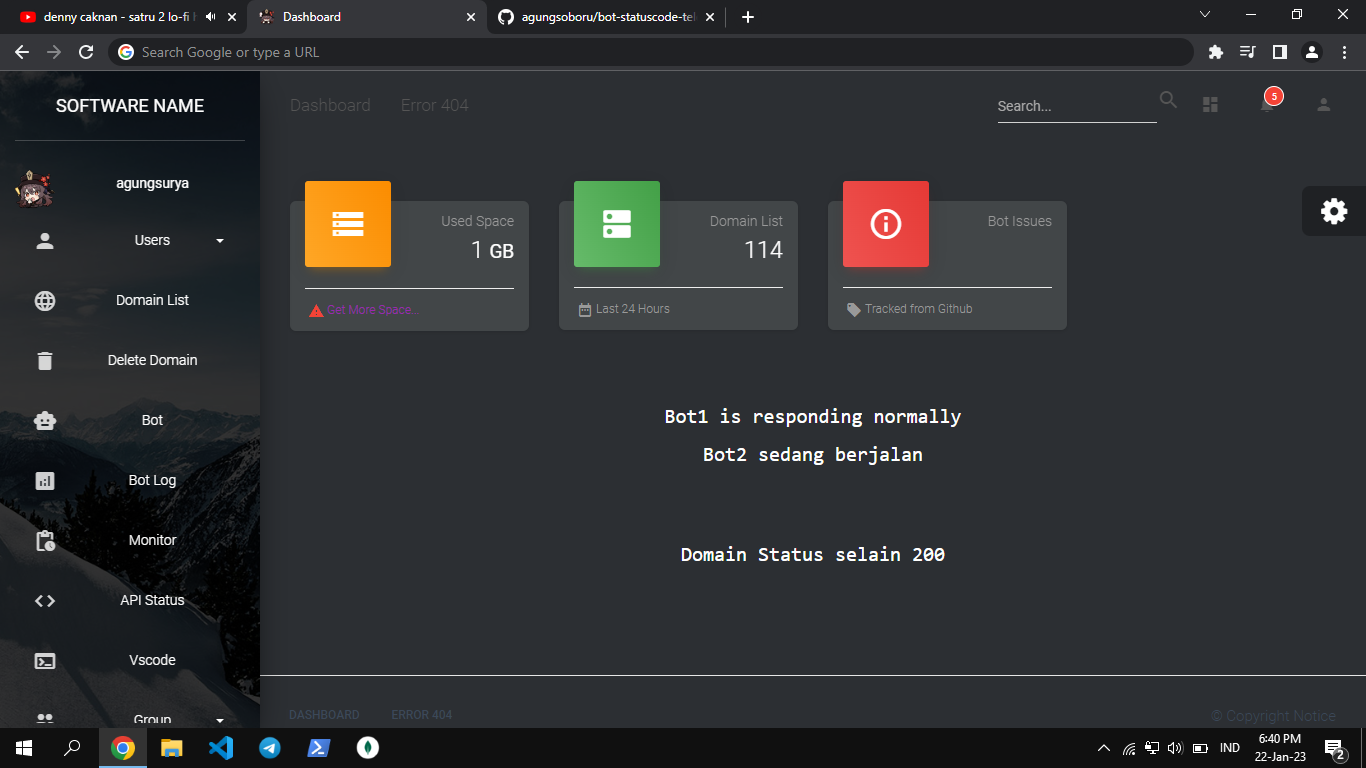 denny caknan - satru 2 lo-fi
Dashboard
agungsoboru/bot-statuscode-tel
Search Google or type a URL
SOFTWARE NAME
Dashboard
Error 404
Search...
5
agungsurya
Users
Domain List
Delete Domain
Bot
Bot Log
Monitor
API Status
Vscode
Group
Used Space
1 GB
Get More Space...
Domain List
114
Last 24 Hours
Bot Issues
Tracked from Github
Bot1 is responding normally
Bot2 sedang berjalan
Domain Status selain 200
DASHBOARD
ERROR 404
© Copyright Notice
IND
6:40 PM
22-Jan-23
2